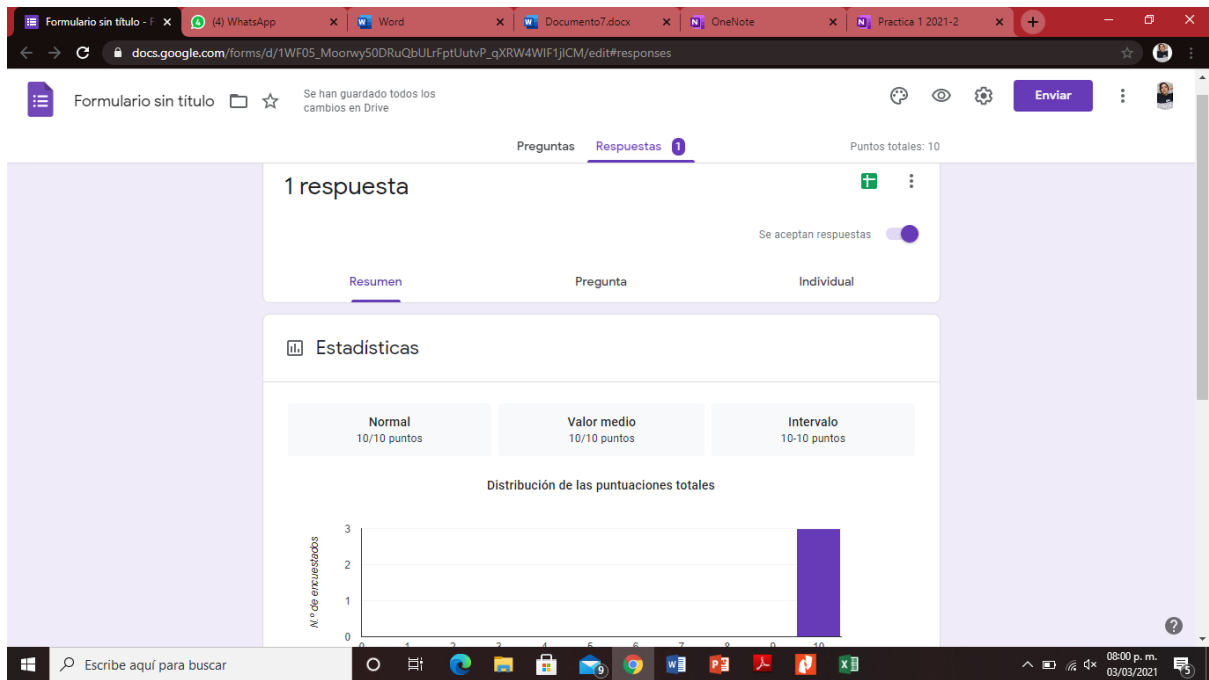 Formulario sin título - F
(4) WhatsApp
Word
Documento7.docx
OneNote
Practica 1 2021-2
docs.google.com/forms/d/1WF05_Moorwy50DRuQbULrFptUutvP_qXRW4WIF1jlCM/edit#responses
Formulario sin título
Se han guardado todos los
cambios en Drive
Enviar
Preguntas Respuestas 1
Puntos totales: 10
1 respuesta
Se aceptan respuestas
Resumen Pregunta Individual
Estadísticas
Normal
10/10 puntos
Valor medio
10/10 puntos
Intervalo
10-10 puntos
Distribución de las puntuaciones totales
N.º de encuestados
3
2
1
0
0 1 2 3 4 5 6 7 8 9 10
Escribe aquí para buscar
9
08:00 p. m.
03/03/2021
5